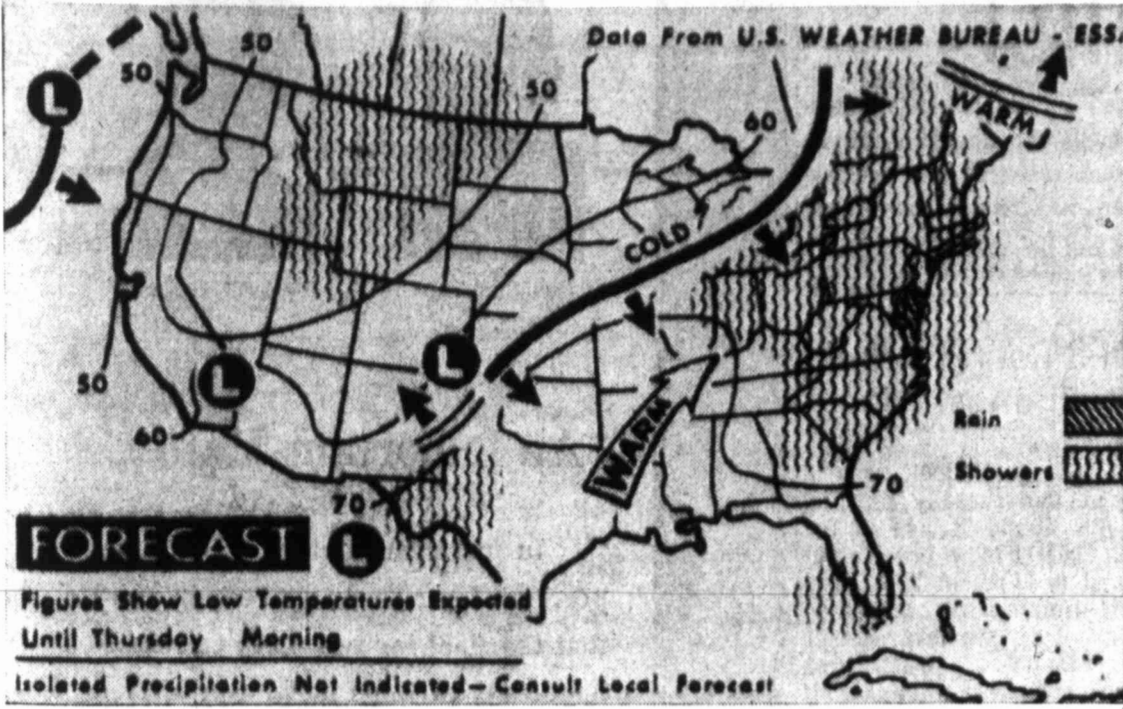 Data From U.S. WEATHER BUREAU - ESSA
50
50
50
60
WARM
L
COLD
L
L
50
60
WARM
Rain
Showers
70
70
FORECAST
L
Figures Show Low Temperatures Expected
Until Thursday Morning
Isolated Precipitation Not Indicated—Consult Local Forecast